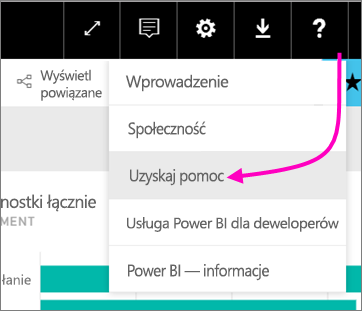 ?
Wyświetl
powiązane
Wprowadzenie
Społeczność
Uzyskaj pomoc
nostki łącznie
MENT
Usługa Power BI dla deweloperów
Power BI — informacje
łanie